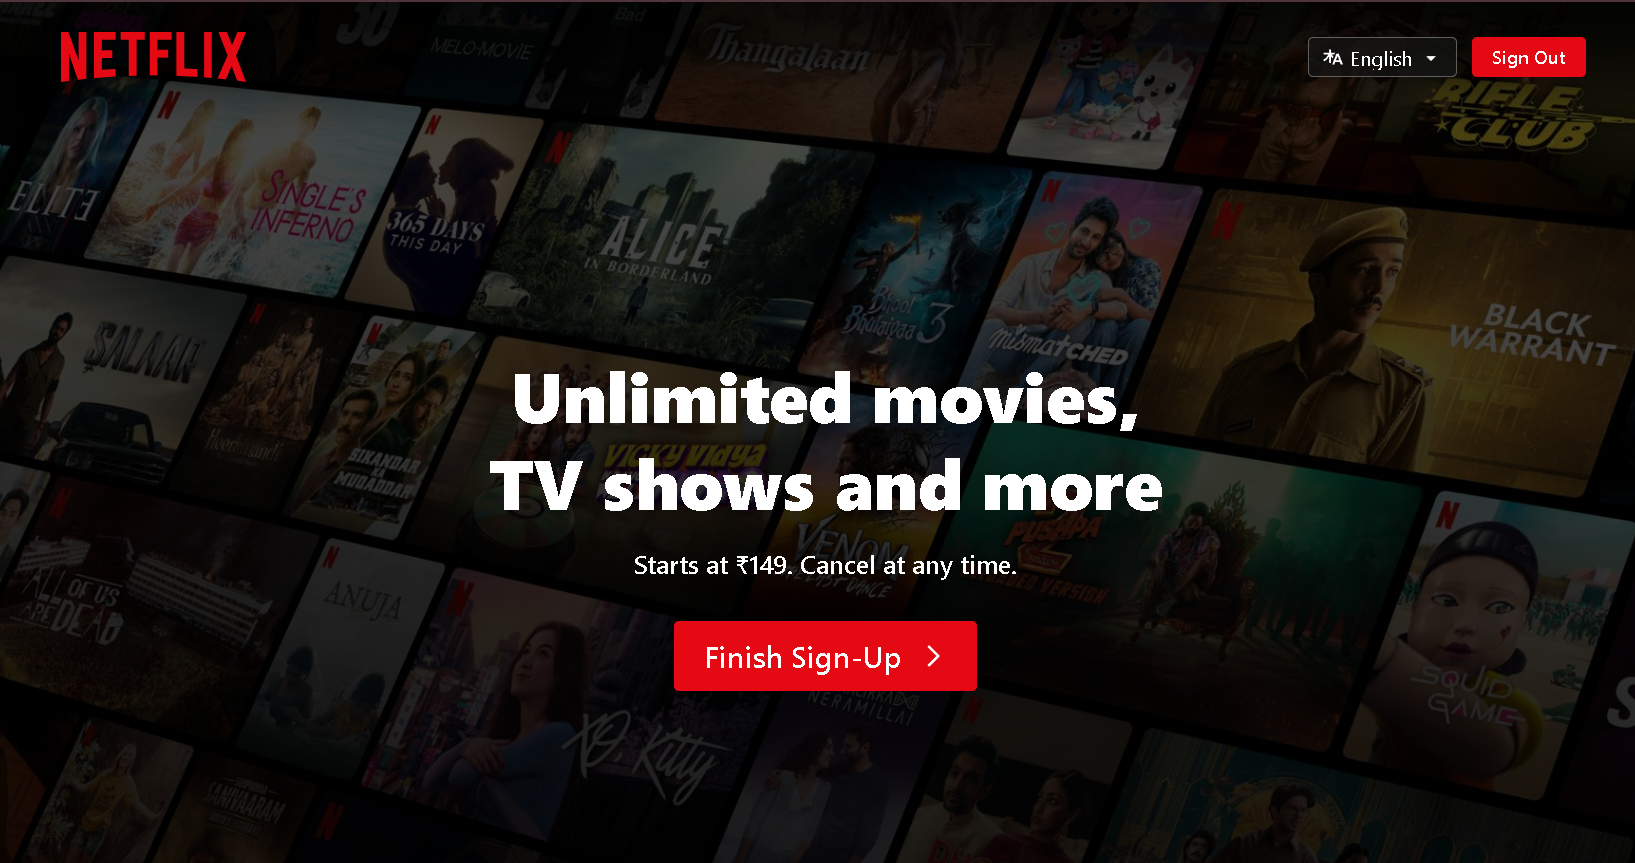 NETFLIX
English
Sign Out
Bad
MELO-MOVIE
Thangalaan
RIFLE
CLUB
ELITE
SINGLE'S
INFERNO
365 DAYS
THIS DAY
ALICE
IN BORDERLAND
Bhool
Bhulaiyaa 3
mismatCHED
BLACK
WARRANT
SALAAR
Heeramandi
SIKANDAR
KA
MUQADDAR
VICKY VIDYA
Unlimited movies,
TV shows and more
VENOM
LAST DANCE
PUSHPA
VERSION
Starts at ₹149. Cancel at any time.
ALL OF US
ARE DEAD
ANUJA
Finish Sign-Up
SQUID
GAME
NERAMILLAI
XO, Kitty